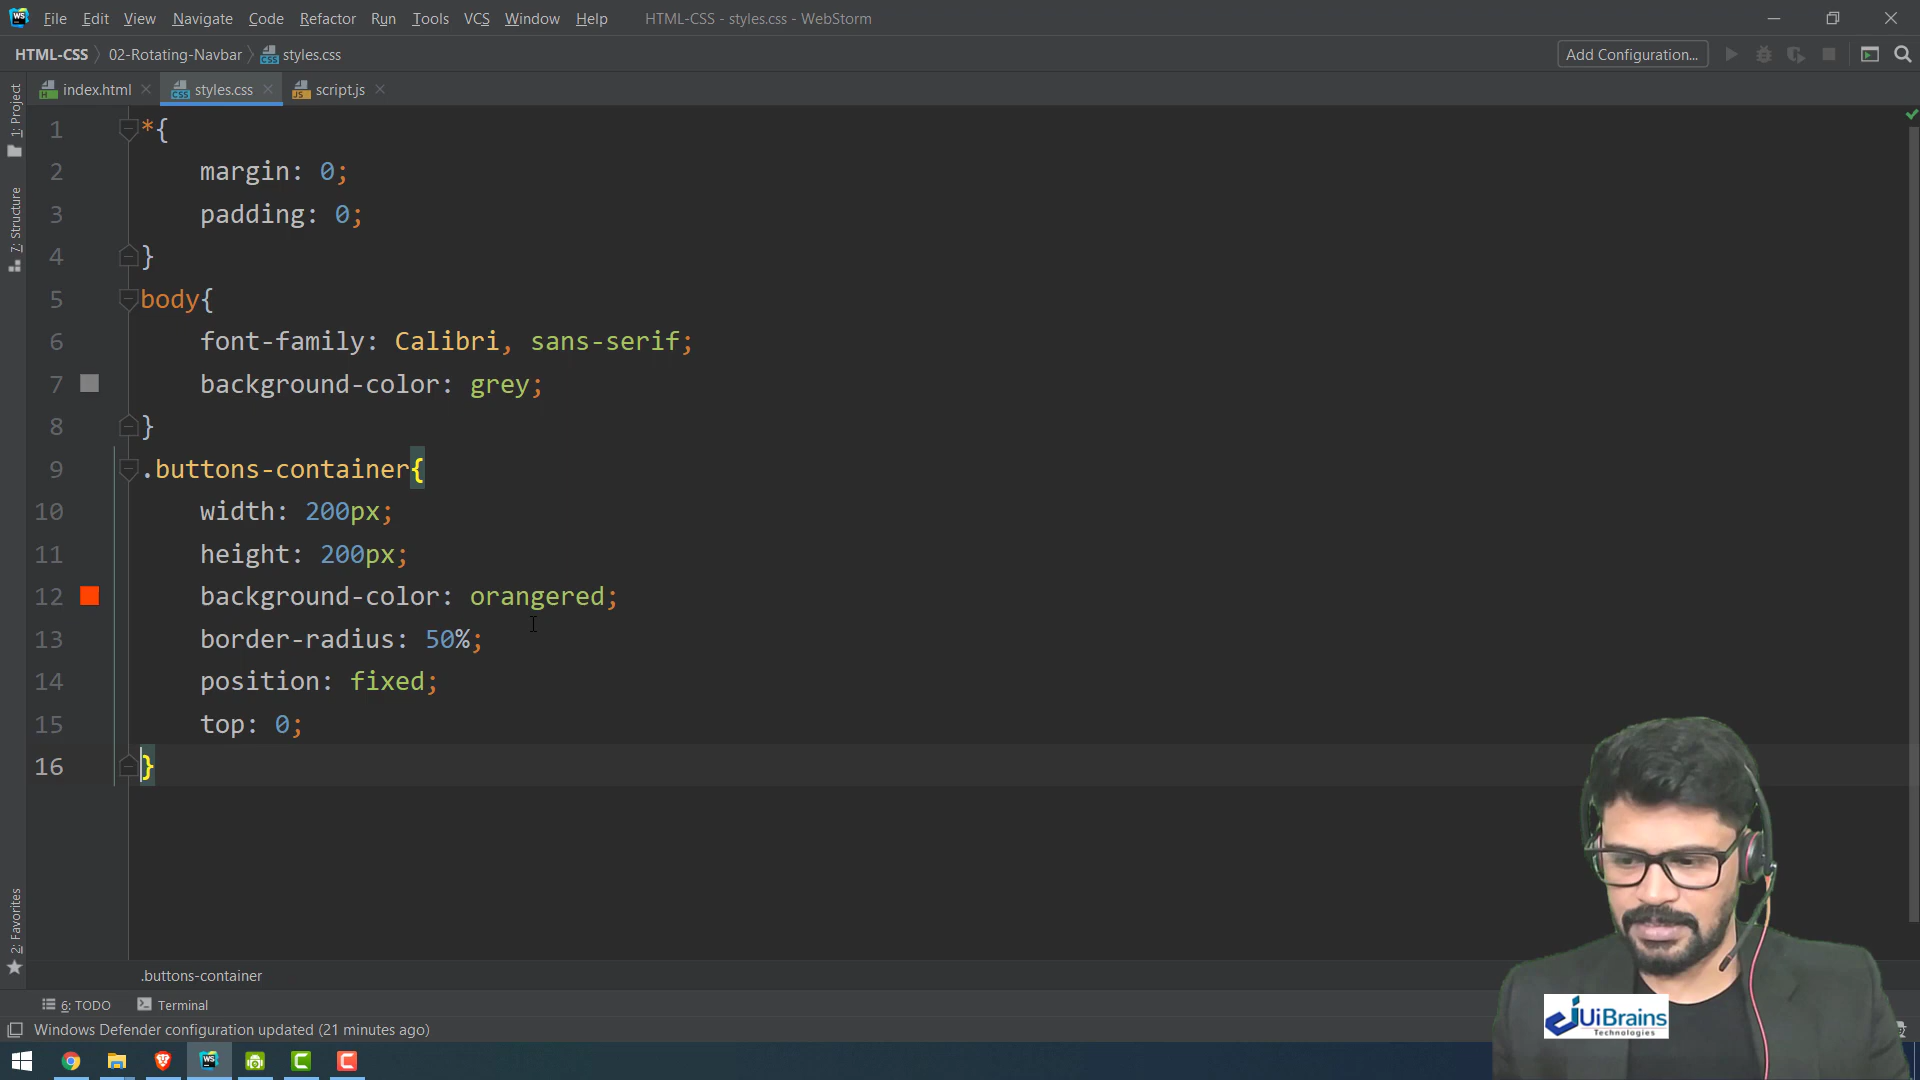 File Edit View Navigate Code Refactor Run Tools VCS Window Help HTML-CSS - styles.css - WebStorm
HTML-CSS 02-Rotating-Navbar styles.css Add Configuration...
index.html styles.css script.js
1: Project
7: Structure
2: Favorites
1 *{
2 margin: 0;
3 padding: 0;
4 }
5 body{
6 font-family: Calibri, sans-serif;
7 background-color: grey;
8 }
9 .buttons-container{
10 width: 200px;
11 height: 200px;
12 background-color: orangered;
13 border-radius: 50%;
14 position: fixed;
15 top: 0;
16 }
.buttons-container
6: TODO Terminal
Windows Defender configuration updated (21 minutes ago)
UiBrains
Technologies